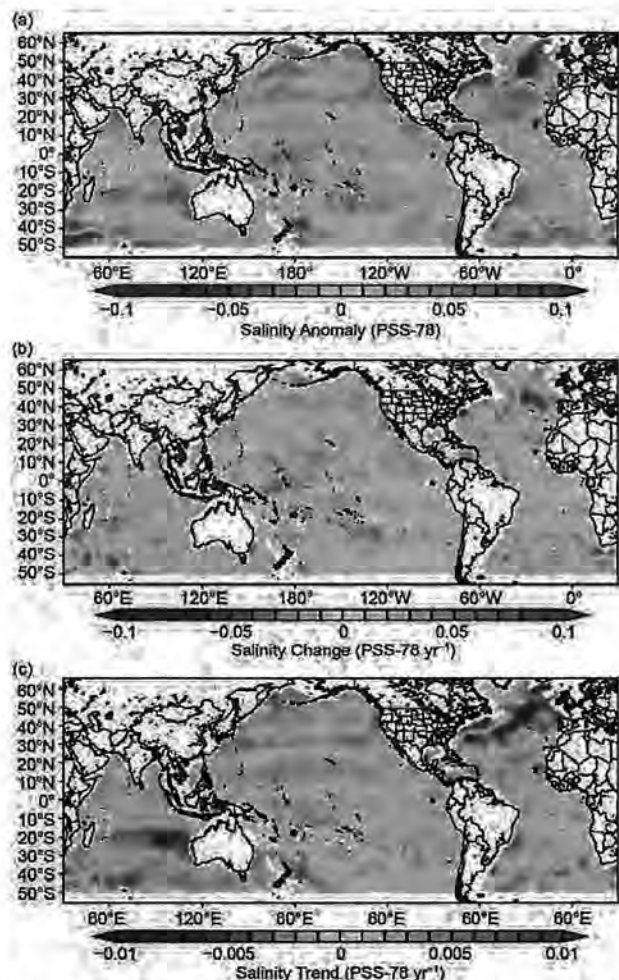 (a)
60°N
50°N
40°N
30°N
20°N
10°N
0°
10°S
20°S
30°S
40°S
50°S
60°E 120°E 180° 120°W 60°W 0°
−0.1 −0.05 0 0.05 0.1
Salinity Anomaly (PSS-78)
(b)
60°N
50°N
40°N
30°N
20°N
10°N
0°
10°S
20°S
30°S
40°S
50°S
60°E 120°E 180° 120°W 60°W 0°
−0.1 −0.05 0 0.05 0.1
Salinity Change (PSS-78 yr⁻¹)
(c)
60°N
50°N
40°N
30°N
20°N
10°N
0°
10°S
20°S
30°S
40°S
50°S
60°E 120°E 60°E 80°E 60°E 60°E
−0.01 −0.005 0 0.005 0.01
Salinity Trend (PSS-78 yr⁻¹)